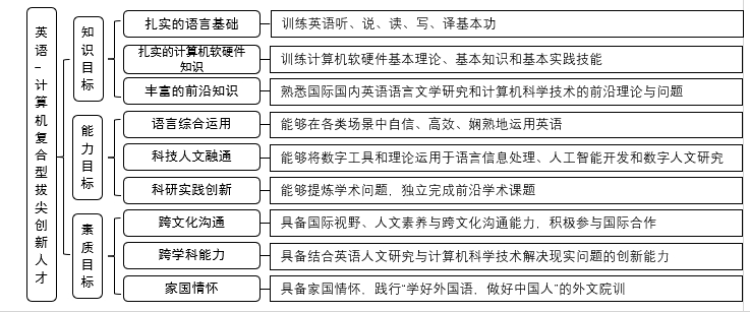 英语-计算机复合型拔尖创新人才
知识目标
扎实的语言基础
训练英语听、说、读、写、译基本功
扎实的计算机软硬件
知识
训练计算机软硬件基本理论、基本知识和基本实践技能
丰富的前沿知识
熟悉国际国内英语语言文学研究和计算机科学技术的前沿理论与问题
能力目标
语言综合运用
能够在各类场景中自信、高效、娴熟地运用英语
科技人文融通
能够将数字工具和理论运用于语言信息处理、人工智能开发和数字人文研究
科研实践创新
能够提炼学术问题，独立完成前沿学术课题
素质目标
跨文化沟通
具备国际视野、人文素养与跨文化沟通能力，积极参与国际合作
跨学科能力
具备结合英语人文研究与计算机科学技术解决现实问题的创新能力
家国情怀
具备家国情怀，践行“学好外国语，做好中国人”的外文院训